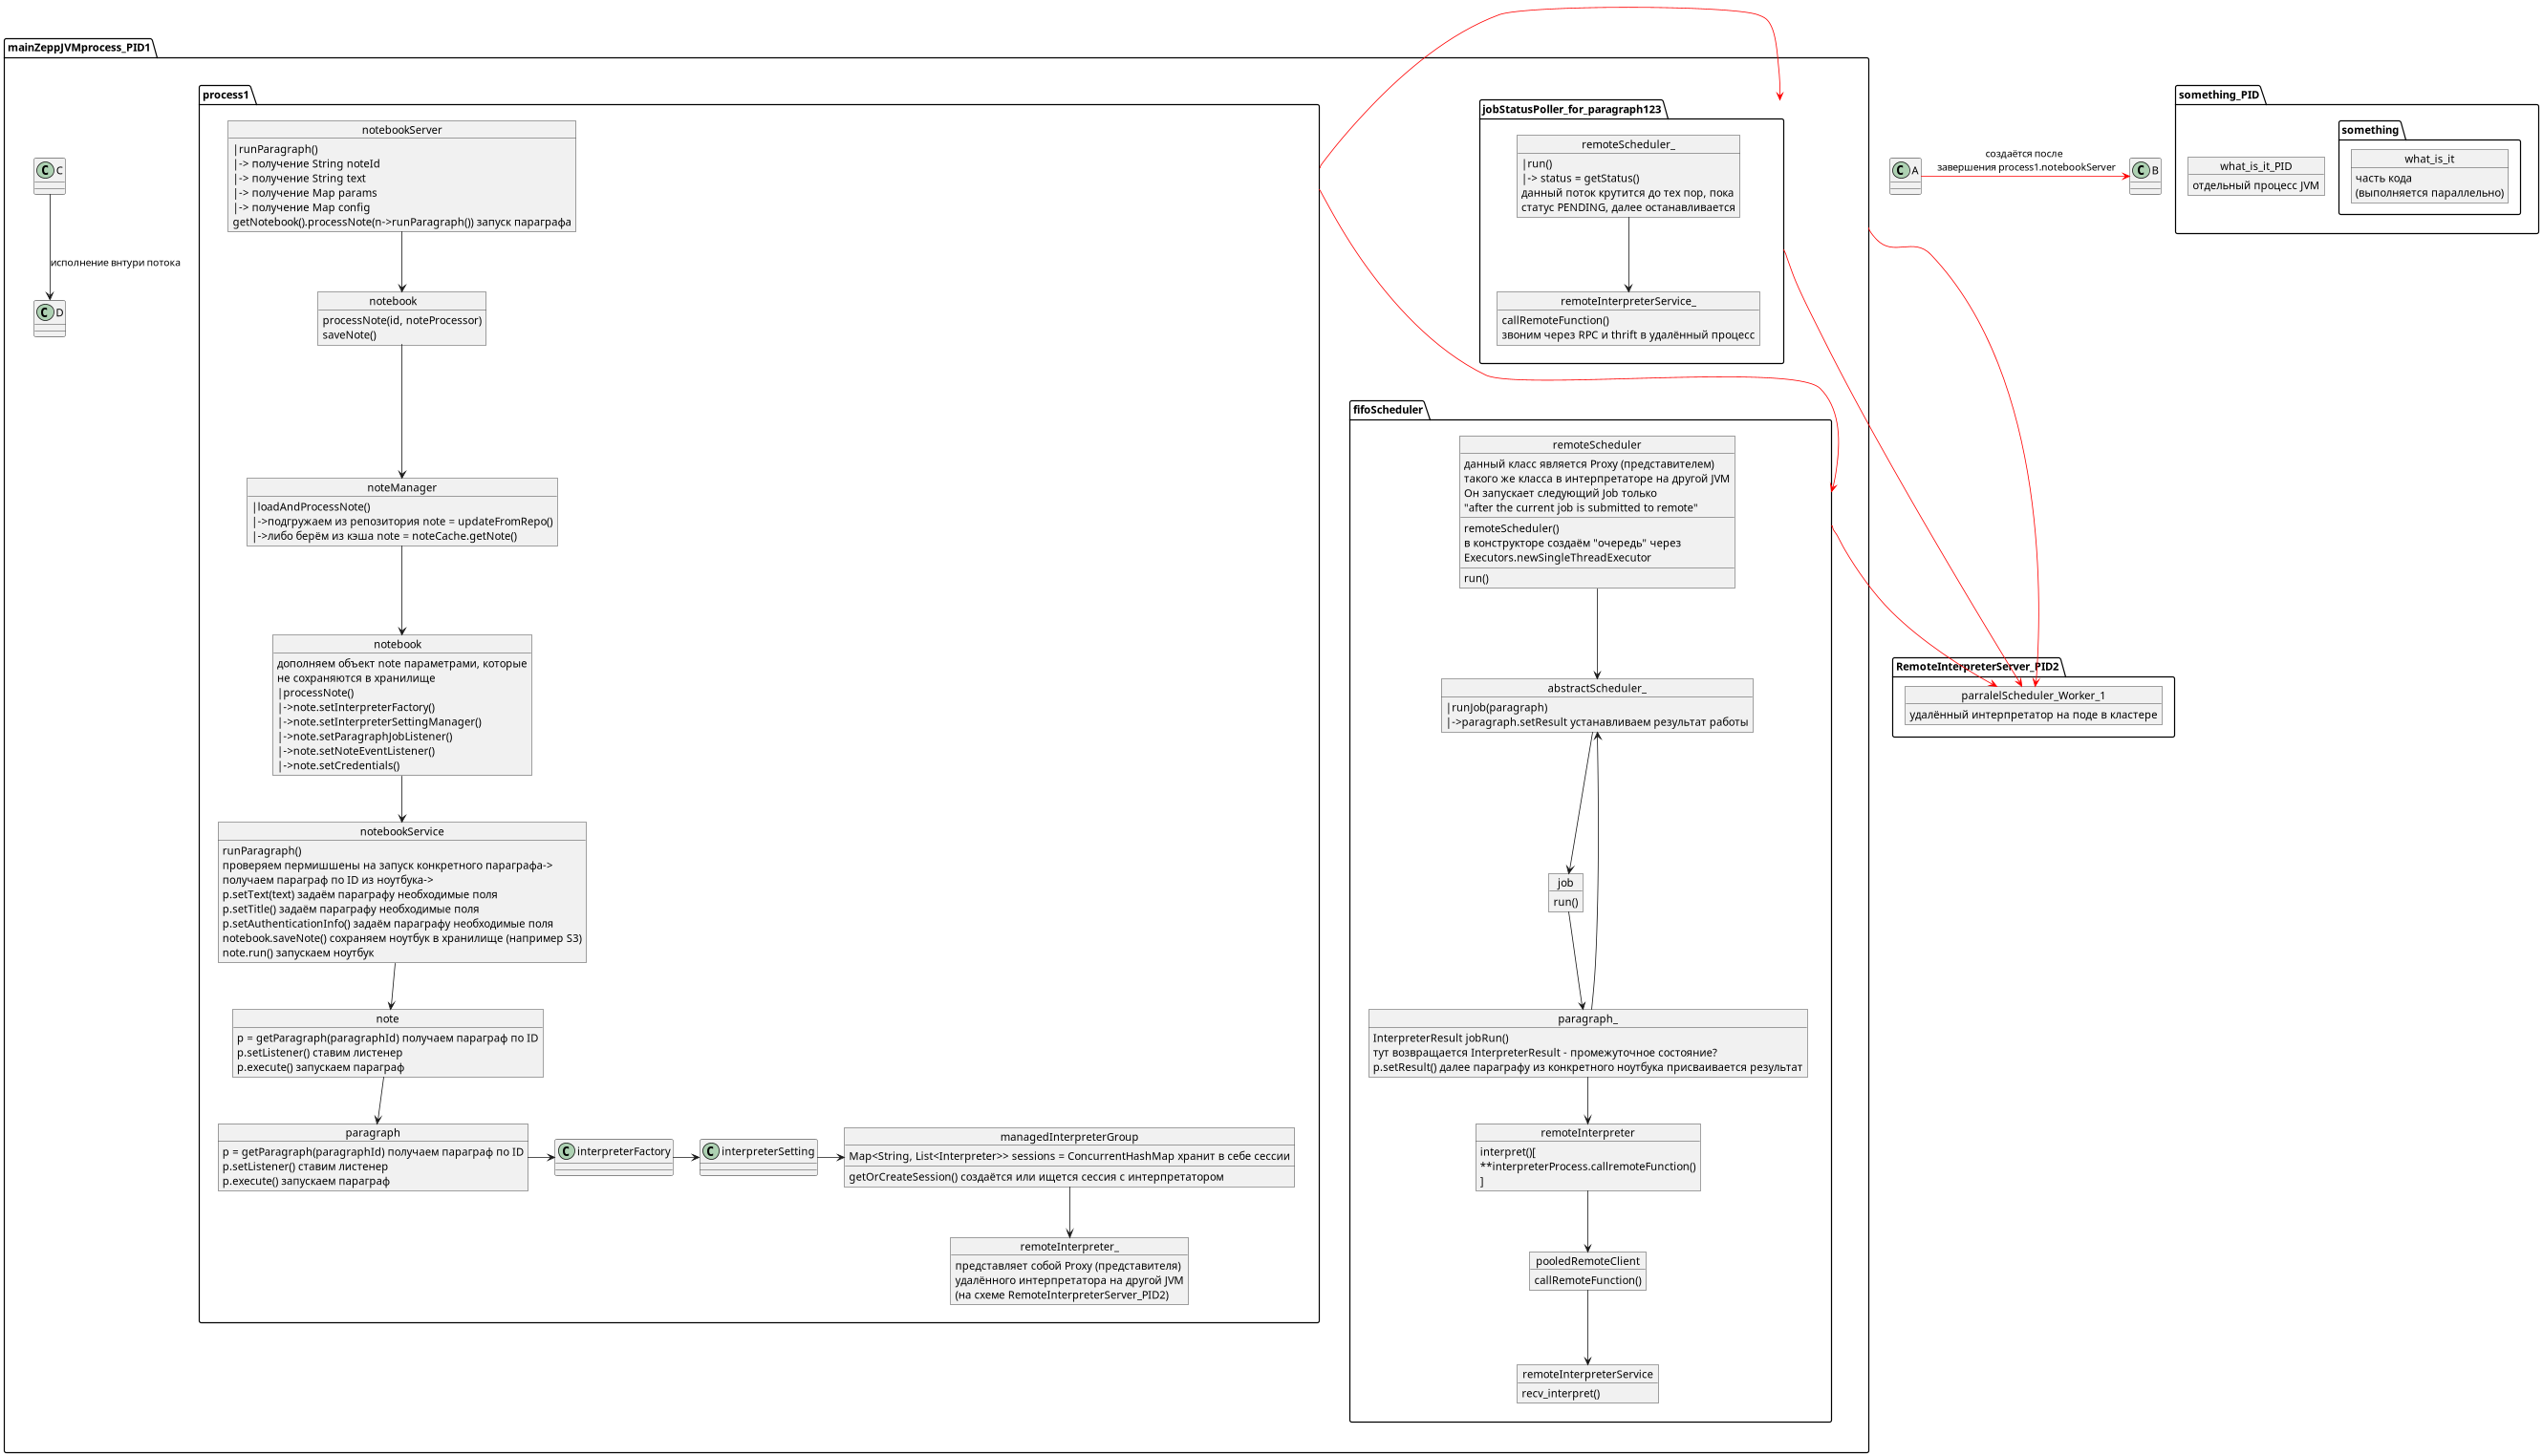 mainZeppJVMprocess_PID1
C
исполнение внтури потока
D
process1
notebookServer
|runParagraph()
|-> получение String noteId
|-> получение String text
|-> получение Map params
|-> получение Map config
getNotebook().processNote(n->runParagraph()) запуск параграфа
notebook
processNote(id, noteProcessor)
saveNote()
noteManager
|loadAndProcessNote()
|->подгружаем из репозитория note = updateFromRepo()
|->либо берём из кэша note = noteCache.getNote()
notebook
дополняем объект note параметрами, которые
не сохраняются в хранилище
|processNote()
|->note.setInterpreterFactory()
|->note.setInterpreterSettingManager()
|->note.setParagraphJobListener()
|->note.setNoteEventListener()
|->note.setCredentials()
notebookService
runParagraph()
проверяем пермишшены на запуск конкретного параграфа->
получаем параграф по ID из ноутбука->
p.setText(text) задаём параграфу необходимые поля
p.setTitle() задаём параграфу необходимые поля
p.setAuthenticationInfo() задаём параграфу необходимые поля
notebook.saveNote() сохраняем ноутбук в хранилище (например S3)
note.run() запускаем ноутбук
note
p = getParagraph(paragraphId) получаем параграф по ID
p.setListener() ставим листенер
p.execute() запускаем параграф
paragraph
p = getParagraph(paragraphId) получаем параграф по ID
p.setListener() ставим листенер
p.execute() запускаем параграф
C interpreterFactory
C interpreterSetting
managedInterpreterGroup
Map<String, List<Interpreter>> sessions = ConcurrentHashMap хранит в себе сессии
getOrCreateSession() создаётся или ищется сессия с интерпретатором
remoteInterpreter_
представляет собой Proxy (представителя)
удалённого интерпретатора на другой JVM
(на схеме RemoteInterpreterServer_PID2)
jobStatusPoller_for_paragraph123
remoteScheduler_
|run()
|-> status = getStatus()
данный поток крутится до тех пор, пока
статус PENDING, далее останавливается
remoteInterpreterService_
callRemoteFunction()
звоним через RPC и thrift в удалённый процесс
fifoScheduler
remoteScheduler
данный класс является Proxy (представителем)
такого же класса в интерпретаторе на другой JVM
Он запускает следующий Job только
"after the current job is submitted to remote"
remoteScheduler()
в конструкторе создаём "очередь" через
Executors.newSingleThreadExecutor
run()
abstractScheduler_
|runJob(paragraph)
|->paragraph.setResult устанавливаем результат работы
job
run()
paragraph_
InterpreterResult jobRun()
тут возвращается InterpreterResult - промежуточное состояние?
p.setResult() далее параграфу из конкретного ноутбука присваивается результат
remoteInterpreter
interpret()[
**interpreterProcess.callremoteFunction()
]
pooledRemoteClient
callRemoteFunction()
remoteInterpreterService
recv_interpret()
C A
создаётся после
завершения process1.notebookServer
C B
something_PID
what_is_it_PID
отдельный процесс JVM
something
what_is_it
часть кода
(выполняется параллельно)
RemoteInterpreterServer_PID2
parralelScheduler_Worker_1
удалённый интерпретатор на поде в кластере